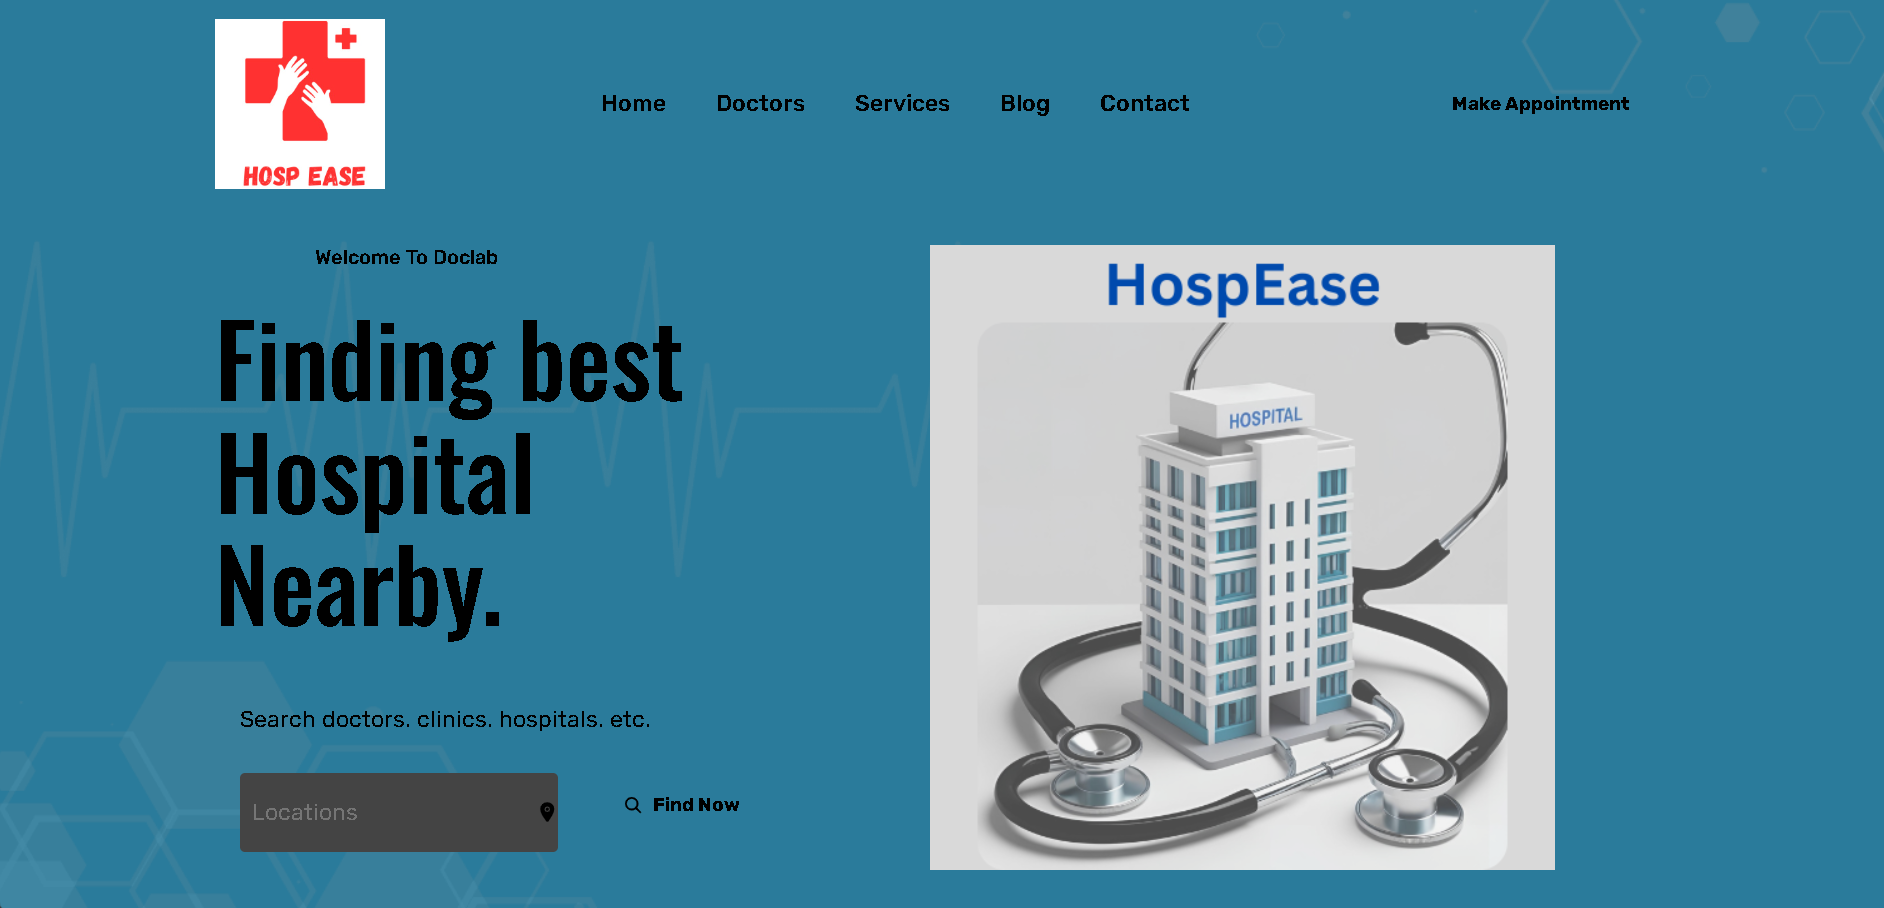 HOSP EASE
Home Doctors Services Blog Contact
Make Appointment
Welcome To Doclab
Finding best
Hospital
Nearby.
Search doctors. clinics. hospitals. etc.
Locations
Find Now
HospEase
HOSPITAL